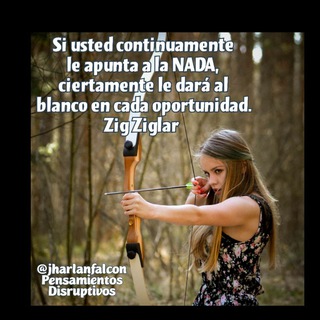 Si usted continuamente
le apunta a la NADA,
ciertamente le dará al
blanco en cada oportunidad.
Zig Ziglar
@jharlanfalcon
Pensamientos
Disruptivos